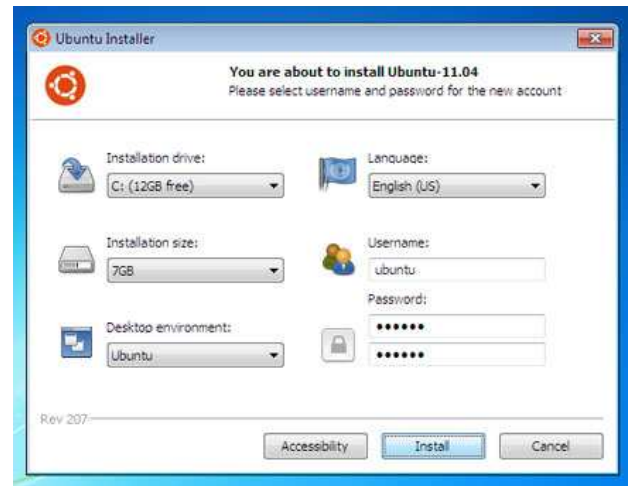 Ubuntu Installer
You are about to install Ubuntu-11.04
Please select username and password for the new account
Installation drive:
C: (12GB free)
Language:
English (US)
Installation size:
7GB
Username:
ubuntu
Password:
••••••
Desktop environment:
Ubuntu
••••••
Rev 207
Accessibility
Install
Cancel